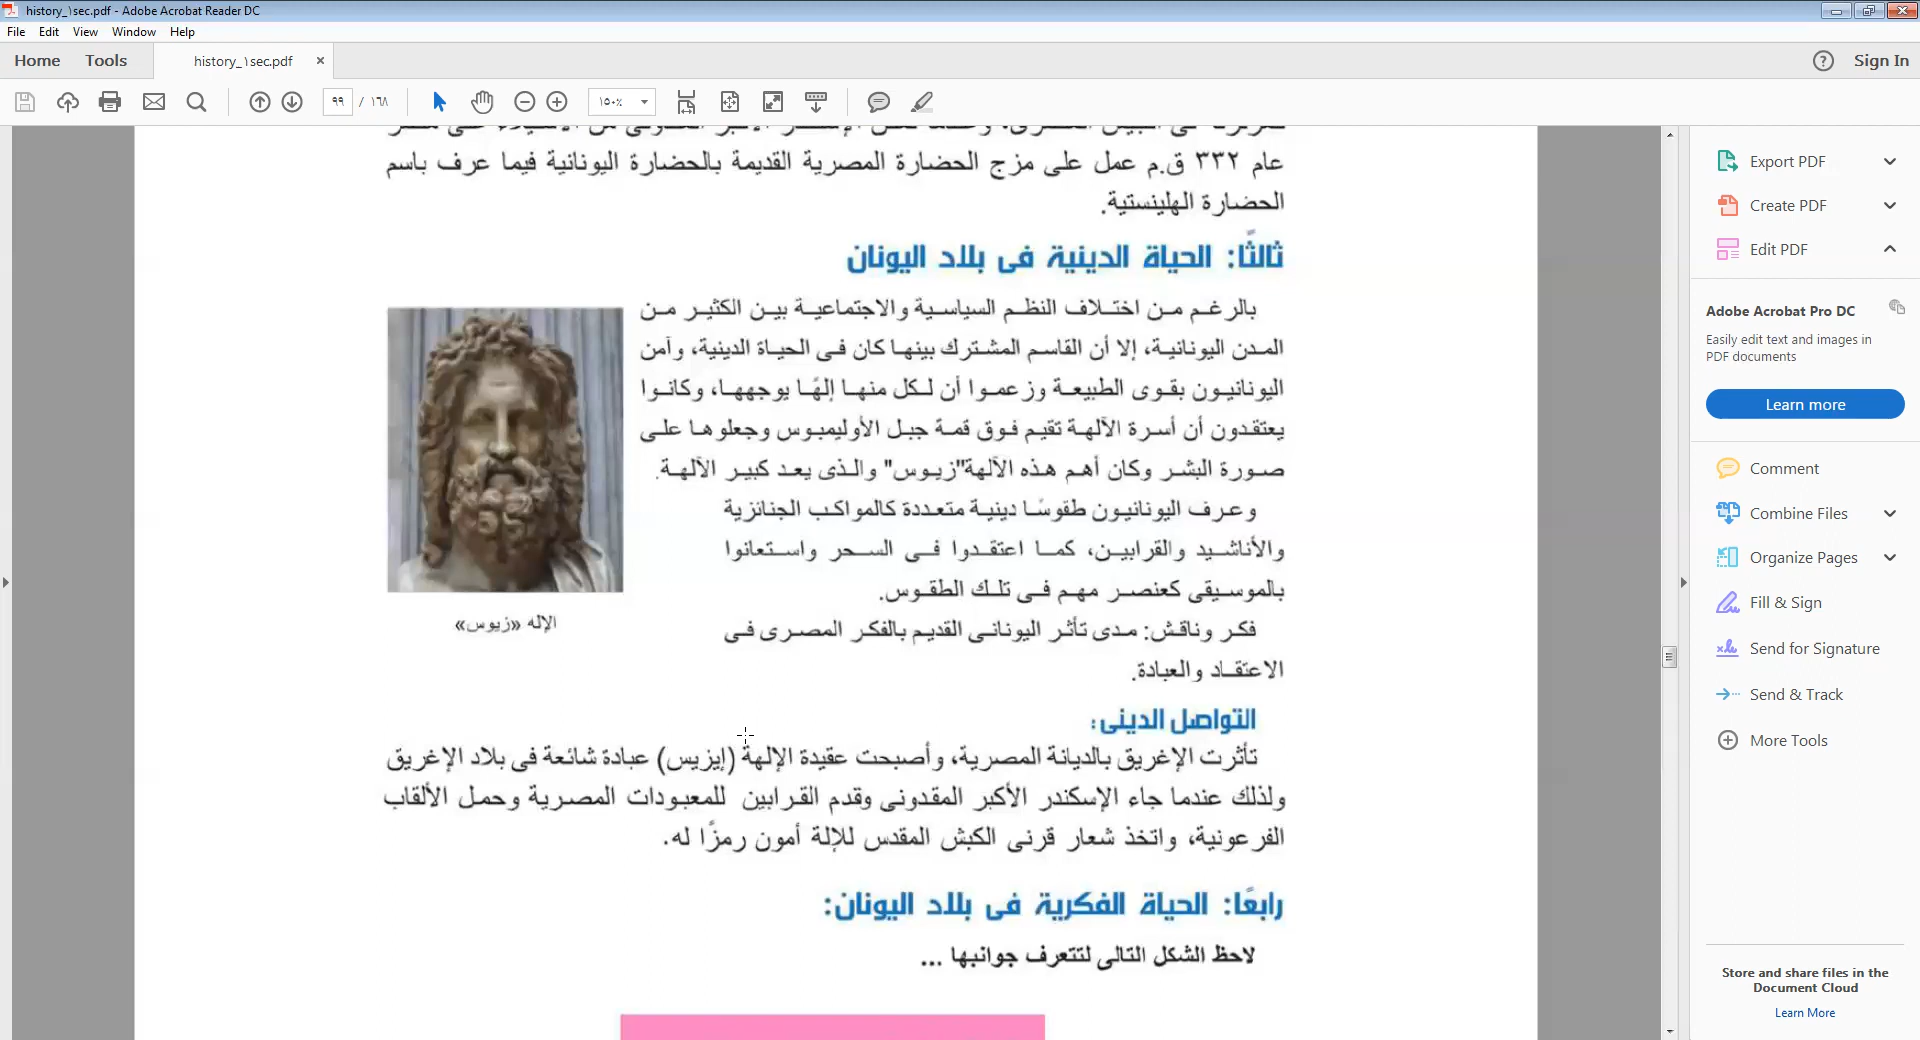 history_١sec.pdf - Adobe Acrobat Reader DC
File Edit View Window Help
Home Tools history_١sec.pdf × Sign In
٩٩ / ١٦٨ ١٥٠٪
عام ٣٣٢ ق.م عمل على مزج الحضارة المصرية القديمة بالحضارة اليونانية فيما عرف باسم
الحضارة الهلينستية.
ثالثًا: الحياة الدينية فى بلاد اليونان
بالرغم من اختلاف النظم السياسية والاجتماعية بين الكثير من
المدن اليونانية، إلا أن القاسم المشترك بينها كان فى الحياة الدينية، وآمن
اليونانيون بقوى الطبيعة وزعموا أن لكل منها إلهًا يوجهها، وكانوا
يعتقدون أن أسرة الآلهة تقيم فوق قمة جبل الأوليمبوس وجعلوها على
صورة البشر وكان أهم هذه الآلهة"زيوس" والذى يعد كبير الآلهة.
وعرف اليونانيون طقوسًا دينية متعددة كالمواكب الجنائزية
والأناشيد والقرابين، كما اعتقدوا فى السحر واستعانوا
بالموسيقى كعنصر مهم فى تلك الطقوس.
الإله «زيوس»
فكر وناقش: مدى تأثر اليونانى القديم بالفكر المصرى فى
الاعتقاد والعبادة.
التواصل الدينى:
تأثرت الإغريق بالديانة المصرية، وأصبحت عقيدة الإلهة (إيزيس) عبادة شائعة فى بلاد الإغريق
ولذلك عندما جاء الإسكندر الأكبر المقدونى وقدم القرابين للمعبودات المصرية وحمل الألقاب
الفرعونية، واتخذ شعار قرنى الكبش المقدس للإلة أمون رمزًا له.
رابعًا: الحياة الفكرية فى بلاد اليونان:
لاحظ الشكل التالى لتتعرف جوانبها ...
Export PDF
Create PDF
Edit PDF
Adobe Acrobat Pro DC
Easily edit text and images in
PDF documents
Learn more
Comment
Combine Files
Organize Pages
Fill & Sign
Send for Signature
Send & Track
More Tools
Store and share files in the
Document Cloud
Learn More